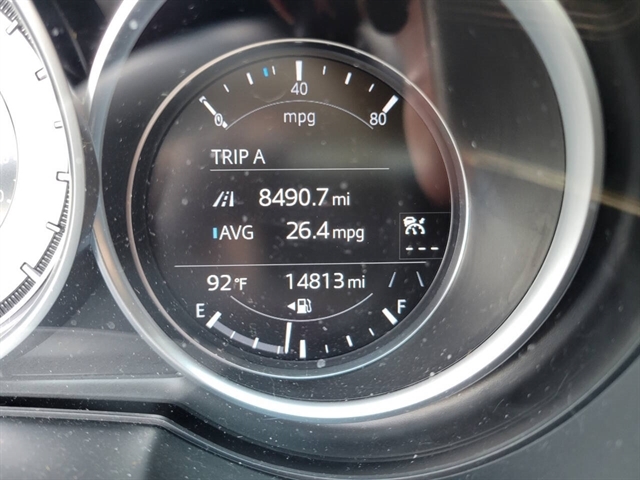 40
0 mpg 80
TRIP A
8490.7 mi
AVG 26.4 mpg
---
92°F 14813 mi
E F